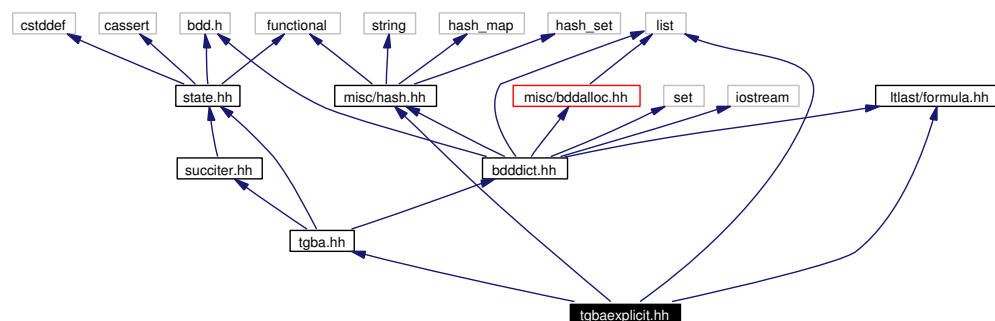 cstddef
cassert
bdd.h
functional
string
hash_map
hash_set
list
state.hh
misc/hash.hh
misc/bddalloc.hh
set
iostream
ltlast/formula.hh
succiter.hh
bdddict.hh
tgba.hh
tgbaexplicit.hh